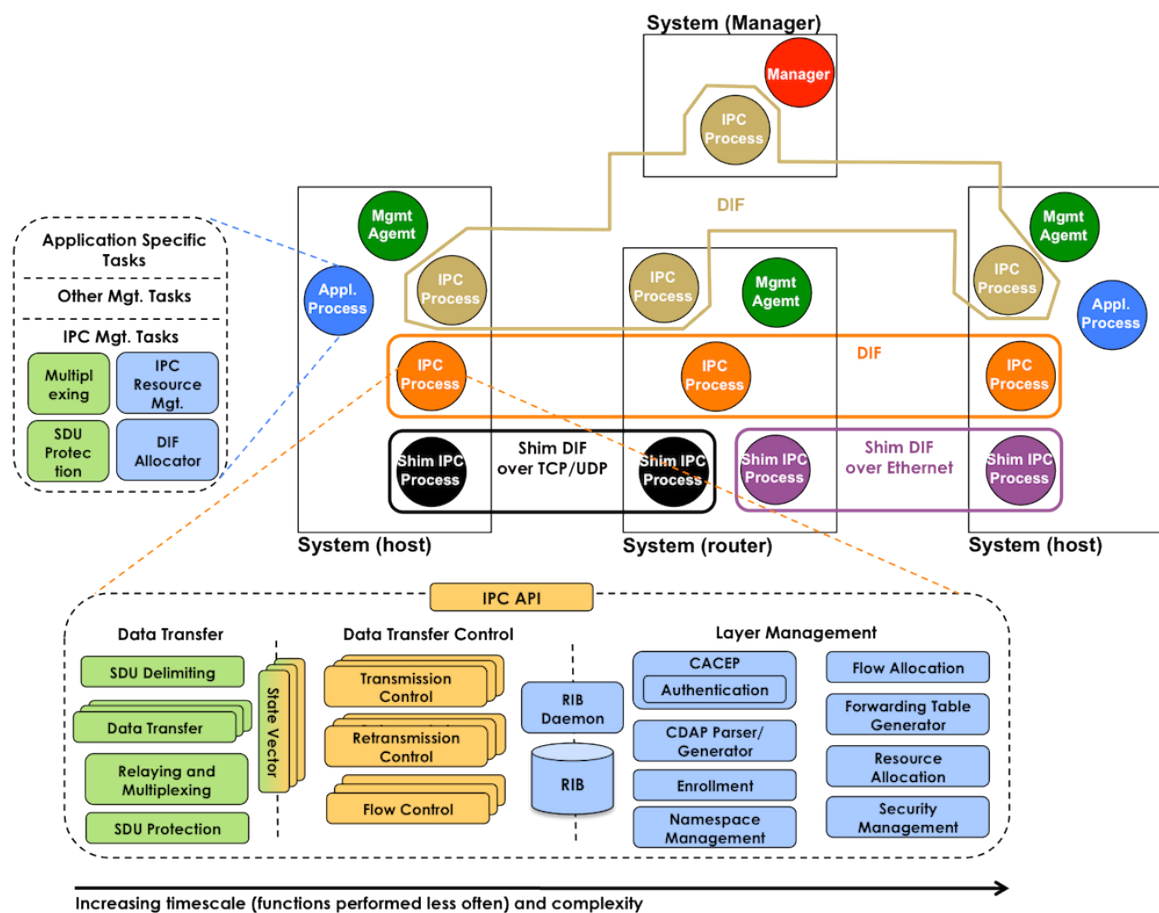 System (Manager)
Manager
IPC
Process
DIF
Mgmt
Agemt
IPC
Process
Appl.
Process
IPC
Process
Mgmt
Agemt
Mgmt
Agemt
IPC
Process
Appl.
Process
Application Specific
Tasks
Other Mgt. Tasks
IPC Mgt. Tasks
Multipl
exing
IPC
Resource
Mgt.
SDU
Protec
tion
DIF
Allocator
DIF
IPC
Process
IPC
Process
IPC
Process
Shim IPC
Process
Shim DIF
over TCP/UDP
Shim IPC
Process
Shim IPC
Process
Shim DIF
over Ethernet
Shim IPC
Process
System (host)
System (router)
System (host)
IPC API
Data Transfer
Data Transfer Control
Layer Management
SDU Delimiting
Data Transfer
Relaying and
Multiplexing
SDU Protection
State Vector
Transmission
Control
Retransmission
Control
Flow Control
RIB
Daemon
RIB
CACEP
Authentication
CDAP Parser/
Generator
Enrollment
Namespace
Management
Flow Allocation
Forwarding Table
Generator
Resource
Allocation
Security
Management
Increasing timescale (functions performed less often) and complexity